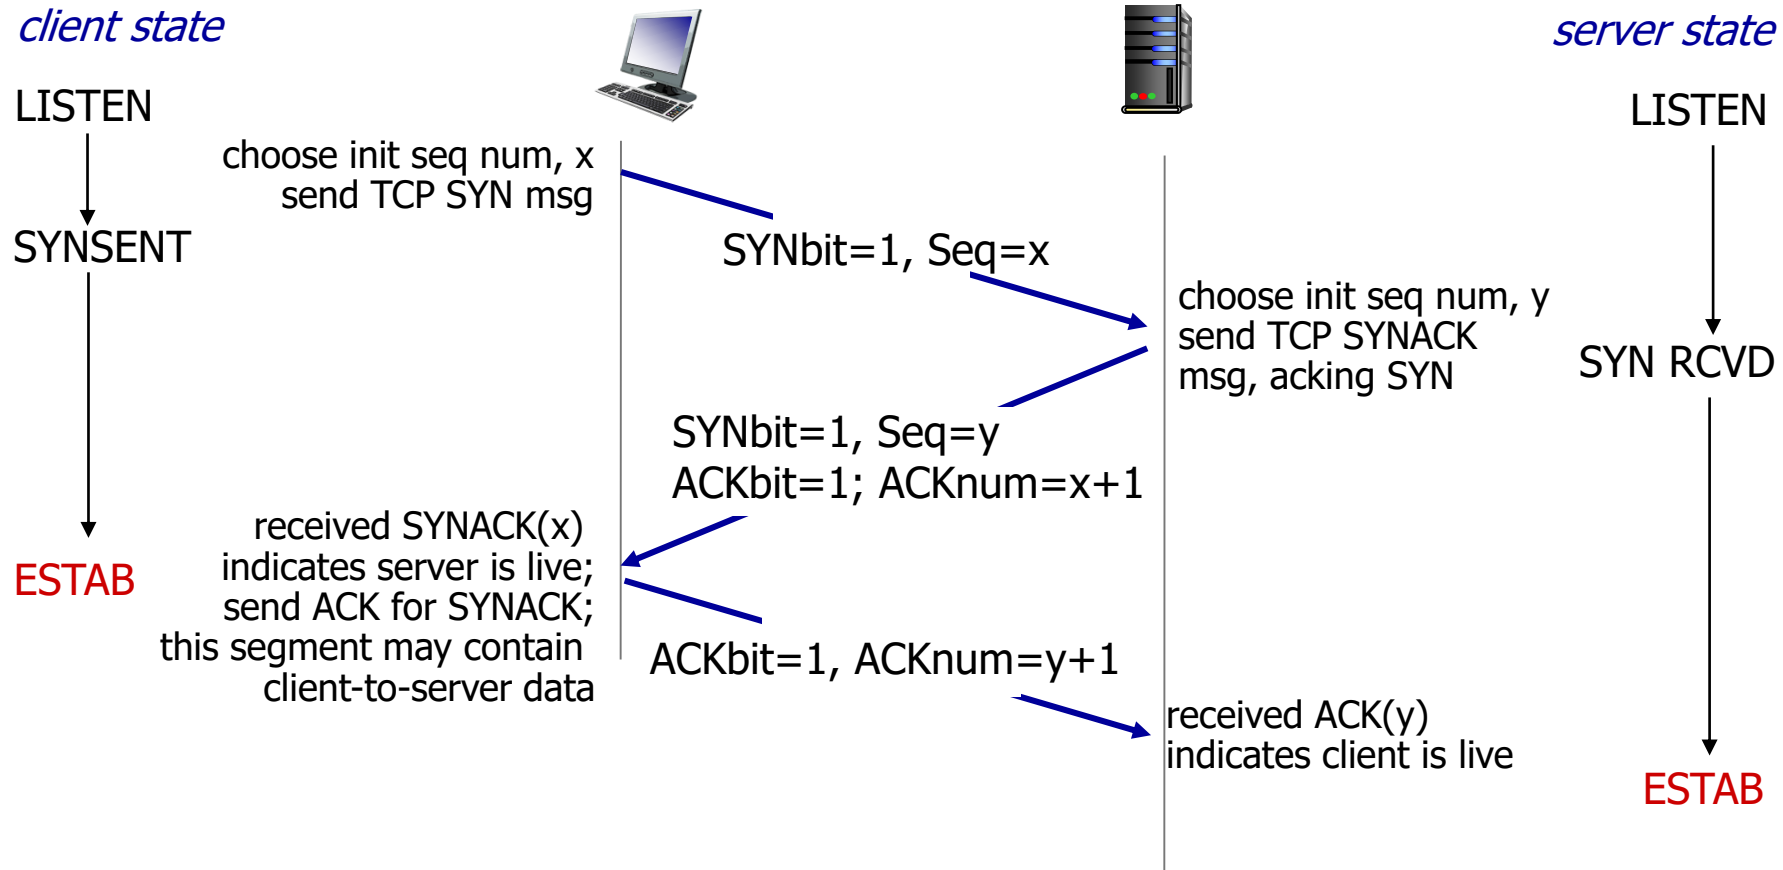 client state
server state
LISTEN
LISTEN
choose init seq num, x
send TCP SYN msg
SYNSENT
SYNbit=1, Seq=x
choose init seq num, y
send TCP SYNACK
msg, acking SYN
SYN RCVD
SYNbit=1, Seq=y
ACKbit=1; ACKnum=x+1
received SYNACK(x)
indicates server is live;
send ACK for SYNACK;
this segment may contain
client-to-server data
ESTAB
ACKbit=1, ACKnum=y+1
received ACK(y)
indicates client is live
ESTAB